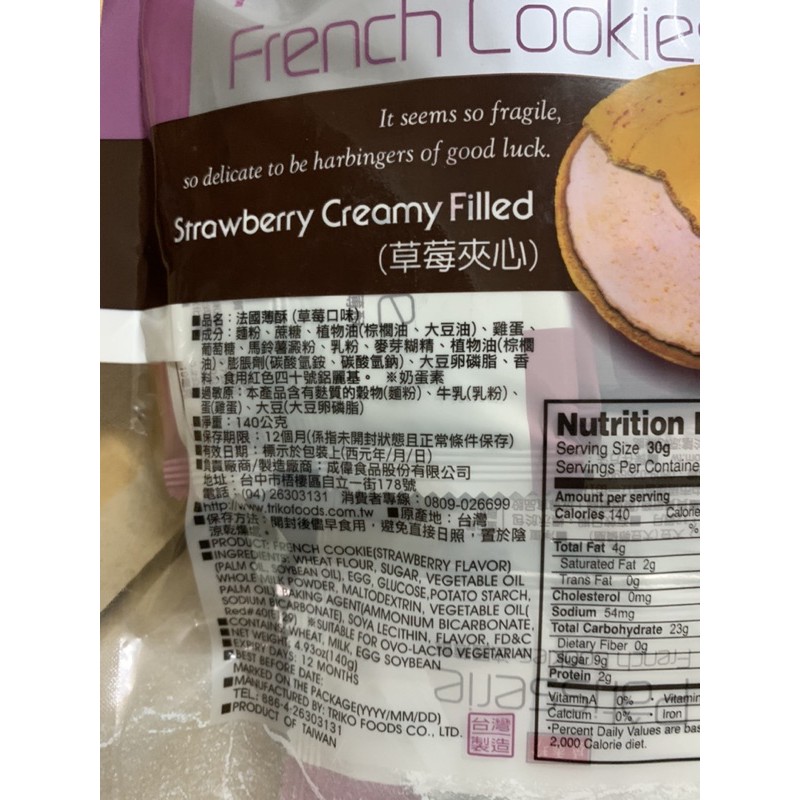 French Cookie
It seems so fragile,
so delicate to be harbingers of good luck.
Strawberry Creamy Filled
(草莓夾心)
■品名：法國薄酥 (草莓口味)
■成分：麵粉、蔗糖、植物油(棕櫚油、大豆油)、雞蛋、
葡萄糖、馬鈴薯澱粉、乳粉、麥芽糊精、植物油(棕櫚
油)、膨脹劑(碳酸氫銨、碳酸氫鈉)、大豆卵磷脂、香
料、食用紅色四十號鋁麗基。 ※奶蛋素
■過敏原：本產品含有麩質的穀物(麵粉)、牛乳(乳粉)、
蛋(雞蛋)、大豆(大豆卵磷脂)
■淨重：140公克
■保存期限：12個月(係指未開封狀態且正常條件保存)
■有效日期：標示於包裝上(西元年/月/日)
■負責廠商/製造廠商：成偉食品股份有限公司
地址：台中市梧棲區自立一街178號
電話：(04) 26303131 消費者專線：0809-026699
■http://www.trikofoods.com.tw ■原產地：台灣
■保存方法：開封後儘早食用，避免直接日照，置於陰
涼乾燥
■PRODUCT: FRENCH COOKIE(STRAWBERRY FLAVOR)
■INGREDIENTS: WHEAT FLOUR, SUGAR, VEGETABLE OIL
(PALM OIL, SOYBEAN OIL), EGG, GLUCOSE,POTATO STARCH,
WHOLE MILK POWDER, MALTODEXTRIN, VEGETABLE OIL(
PALM OIL), BAKING AGENT(AMMONIUM BICARBONATE,
SODIUM BICARBONATE), SOYA LECITHIN, FLAVOR, FD&C
Red#40 ※SUITABLE FOR OVO-LACTO VEGETARIAN
■CONTAINS WHEAT, MILK, EGG SOYBEAN
■NET WEIGHT: 4.93oz(140g)
■EXPIRY DAYS: 12 MONTHS
■BEST BEFORE DATE:
MARKED ON THE PACKAGE(YYYY/MM/DD)
■MANUFACTURED BY: TRIKO FOODS CO., LTD.
TEL: 886-4-26303131
■PRODUCT OF TAIWAN
台灣
製造
Nutrition
Serving Size 30g
Servings Per Containe
Amount per serving
Calories 140 Calorie
%
Total Fat 4g
Saturated Fat 2g
Trans Fat 0g
Cholesterol 0mg
Sodium 54mg
Total Carbohydrate 23g
Dietary Fiber 0g
Sugar 9g
Protein 2g
VitaminA 0% Vitamin
Calcium 0% • Iron
*Percent Daily Values are bas
2,000 Calorie diet.